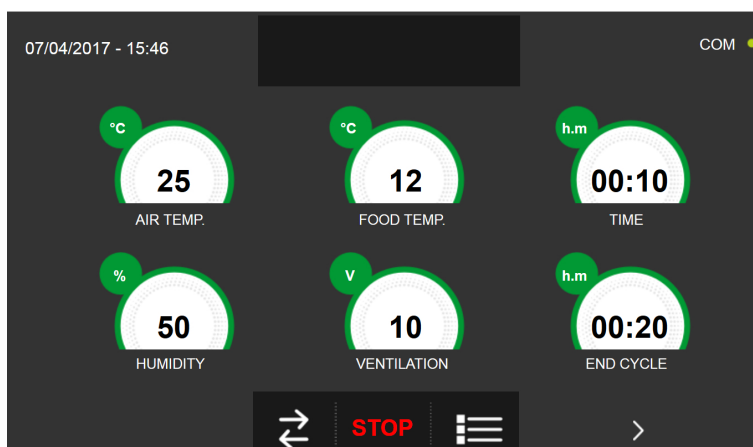 07/04/2017 - 15:46 COM
°C °C h.m
25 12 00:10
AIR TEMP. FOOD TEMP. TIME
% V h.m
50 10 00:20
HUMIDITY VENTILATION END CYCLE
STOP